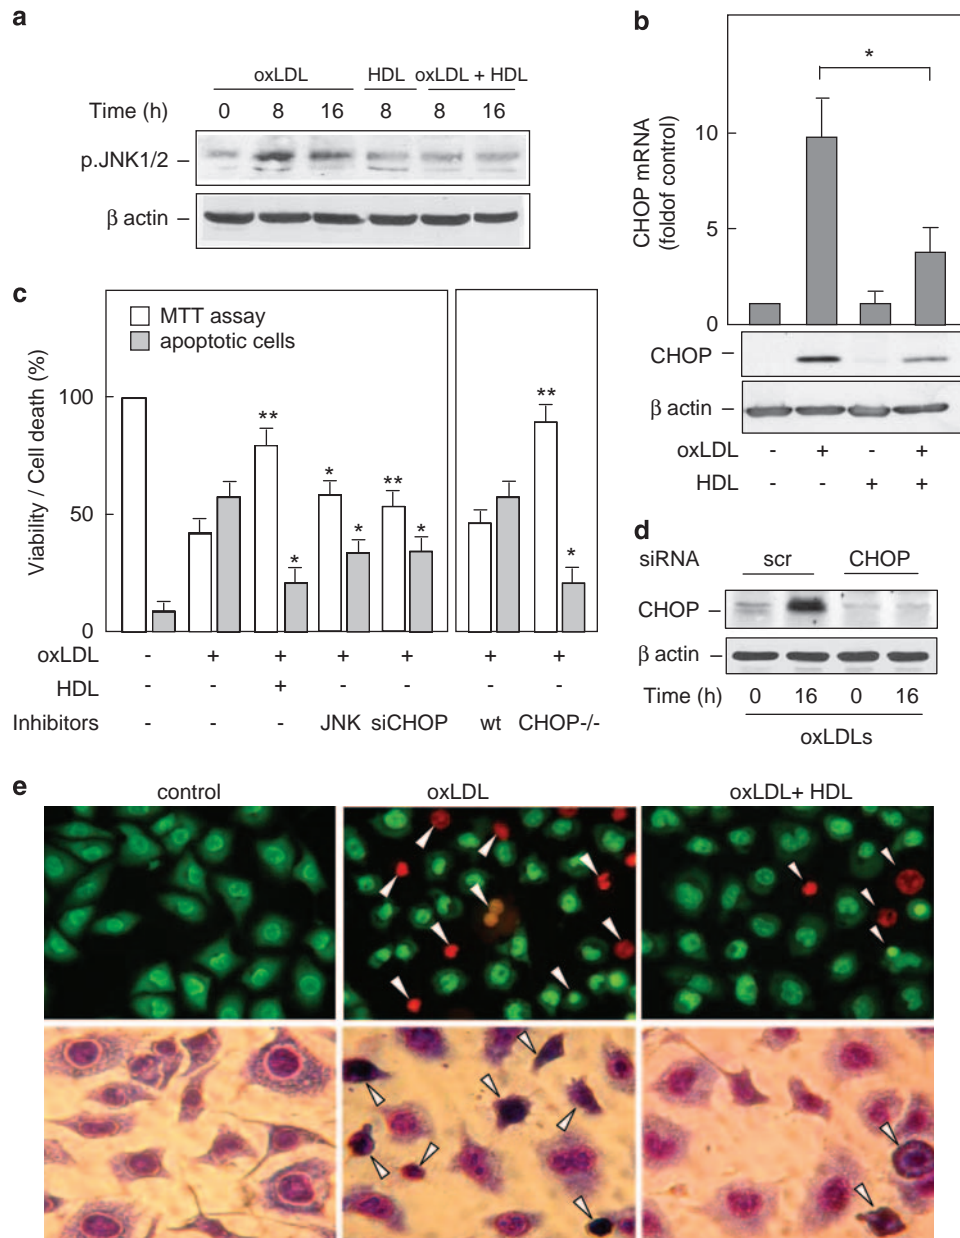 a
oxLDL HDL oxLDL + HDL
Time (h) 0 8 16 8 8 16
p.JNK1/2
β actin
b
CHOP mRNA
(foldof control)
10
5
0
*
CHOP
β actin
oxLDL - + - +
HDL - - + +
c
MTT assay
apoptotic cells
Viability / Cell death (%)
100
50
0
** * * * ** * ** *
oxLDL - + + + + + +
HDL - - + - - - -
Inhibitors - - - JNK siCHOP wt CHOP-/-
d
siRNA scr CHOP
CHOP
β actin
Time (h) 0 16 0 16
oxLDLs
e
control oxLDL oxLDL+ HDL